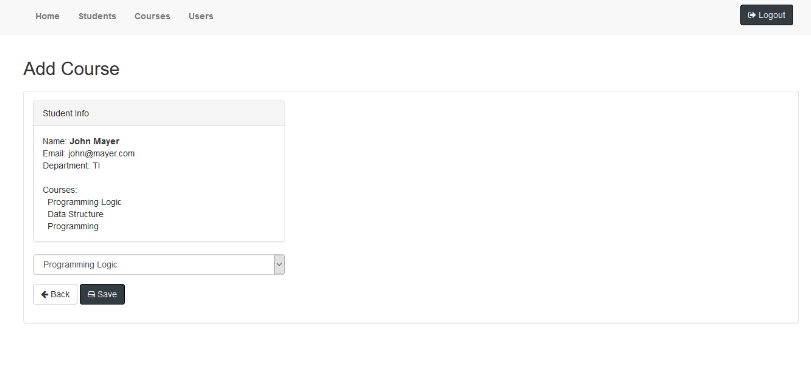 Home Students Courses Users Logout
Add Course
Student Info
Name: John Mayer
Email: john@mayer.com
Department: TI
Courses:
Programming Logic
Data Structure
Programming
Programming Logic
Back Save